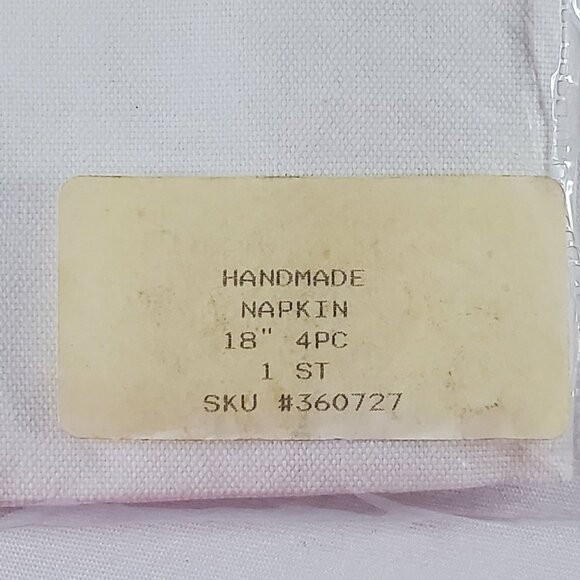 HANDMADE
NAPKIN
18" 4PC
1 ST
SKU #360727